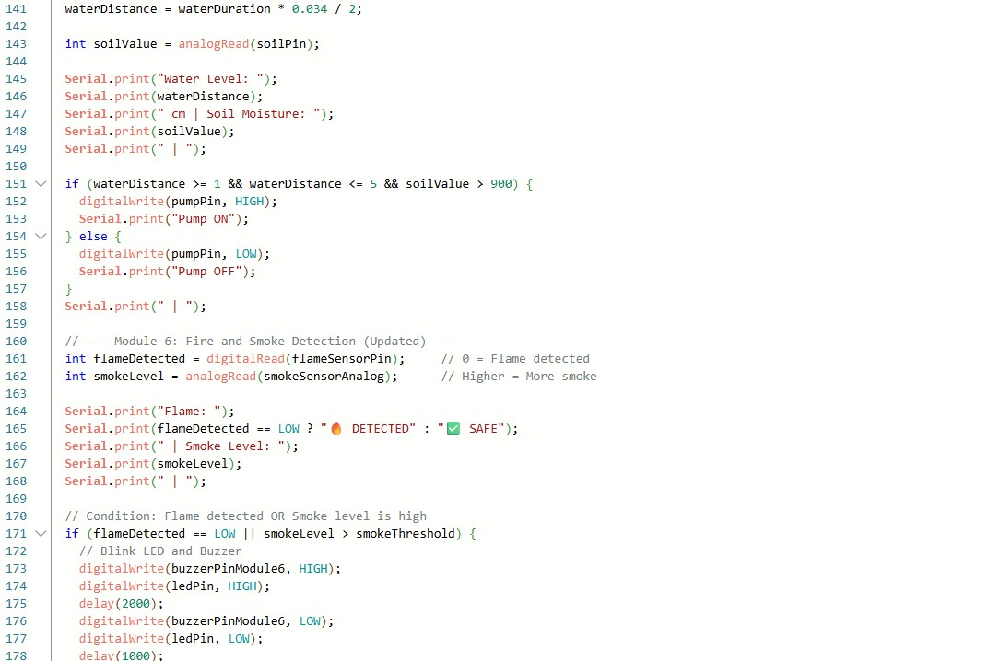 141 waterDistance = waterDuration * 0.034 / 2;
142
143 int soilValue = analogRead(soilPin);
144
145 Serial.print("Water Level: ");
146 Serial.print(waterDistance);
147 Serial.print(" cm | Soil Moisture: ");
148 Serial.print(soilValue);
149 Serial.print(" | ");
150
151 if (waterDistance >= 1 && waterDistance <= 5 && soilValue > 900) {
152   digitalWrite(pumpPin, HIGH);
153   Serial.print("Pump ON");
154 } else {
155   digitalWrite(pumpPin, LOW);
156   Serial.print("Pump OFF");
157 }
158 Serial.print(" | ");
159
160 // --- Module 6: Fire and Smoke Detection (Updated) ---
161 int flameDetected = digitalRead(flameSensorPin);     // 0 = Flame detected
162 int smokeLevel = analogRead(smokeSensorAnalog);      // Higher = More smoke
163
164 Serial.print("Flame: ");
165 Serial.print(flameDetected == LOW ? "🔥 DETECTED" : "✅ SAFE");
166 Serial.print(" | Smoke Level: ");
167 Serial.print(smokeLevel);
168 Serial.print(" | ");
169
170 // Condition: Flame detected OR Smoke level is high
171 if (flameDetected == LOW || smokeLevel > smokeThreshold) {
172   // Blink LED and Buzzer
173   digitalWrite(buzzerPinModule6, HIGH);
174   digitalWrite(ledPin, HIGH);
175   delay(2000);
176   digitalWrite(buzzerPinModule6, LOW);
177   digitalWrite(ledPin, LOW);
178   delay(1000);